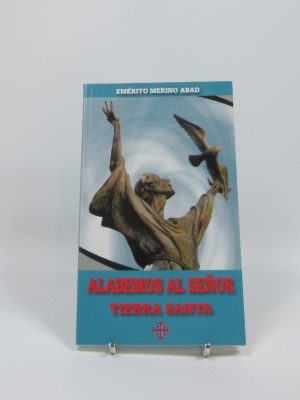 EMÉRITO MERINO ABAD
ALABEMOS AL SEÑOR
TIERRA SANTA